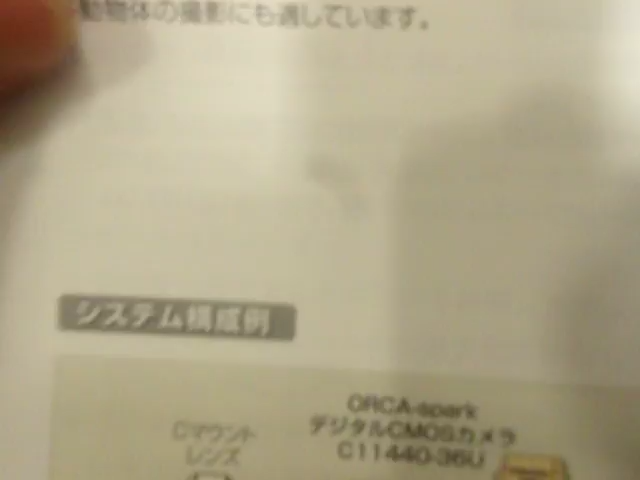 動物体の撮影にも適しています。
システム構成例
ORCA-spark
デジタルCMOSカメラ
C11440-36U
Cマウント
レンズ